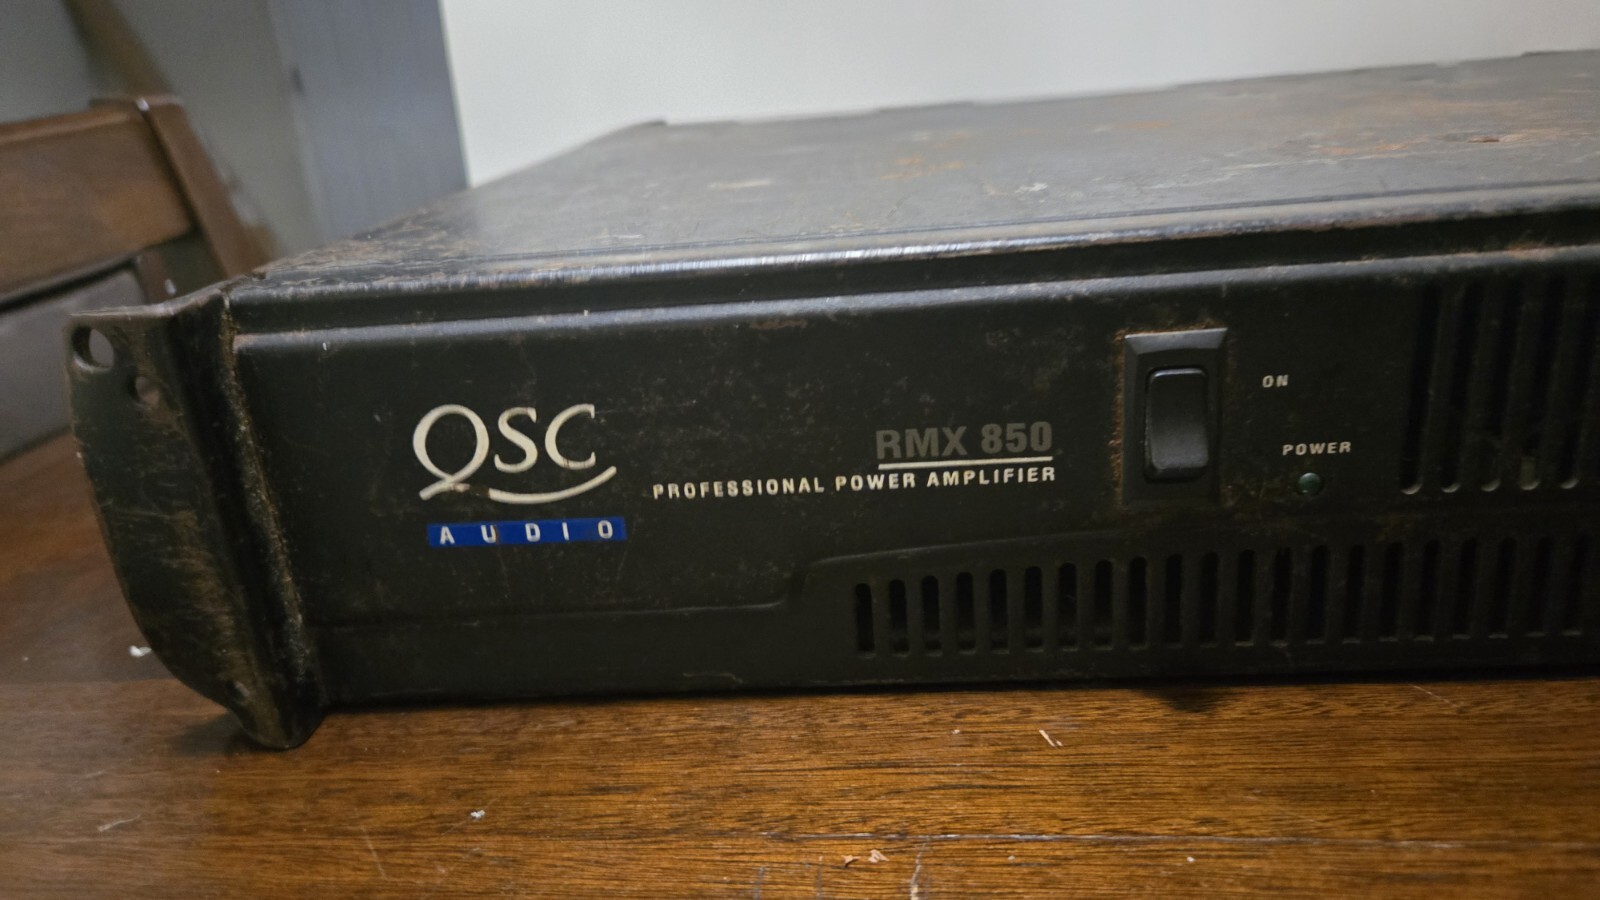 QSC
AUDIO
RMX 850
PROFESSIONAL POWER AMPLIFIER
ON
POWER